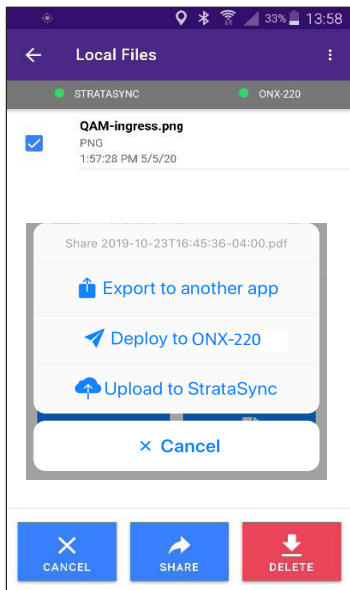 33% 13:58
Local Files
STRATASYNC ONX-220
QAM-ingress.png
PNG
1:57:28 PM 5/5/20
Share 2019-10-23T16:45:36-04:00.pdf
Export to another app
Deploy to ONX-220
Upload to StrataSync
× Cancel
CANCEL SHARE DELETE